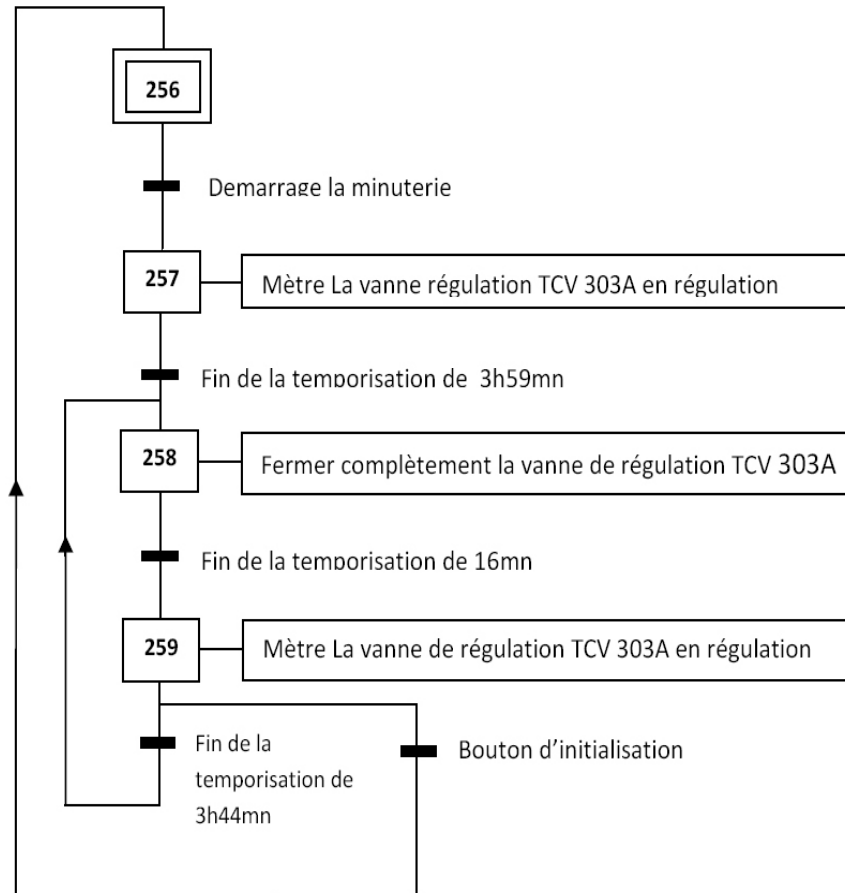 256
Demarrage la minuterie
257
Mètre La vanne régulation TCV 303A en régulation
Fin de la temporisation de 3h59mn
258
Fermer complètement la vanne de régulation TCV 303A
Fin de la temporisation de 16mn
259
Mètre La vanne de régulation TCV 303A en régulation
Fin de la
temporisation de
3h44mn
Bouton d’initialisation